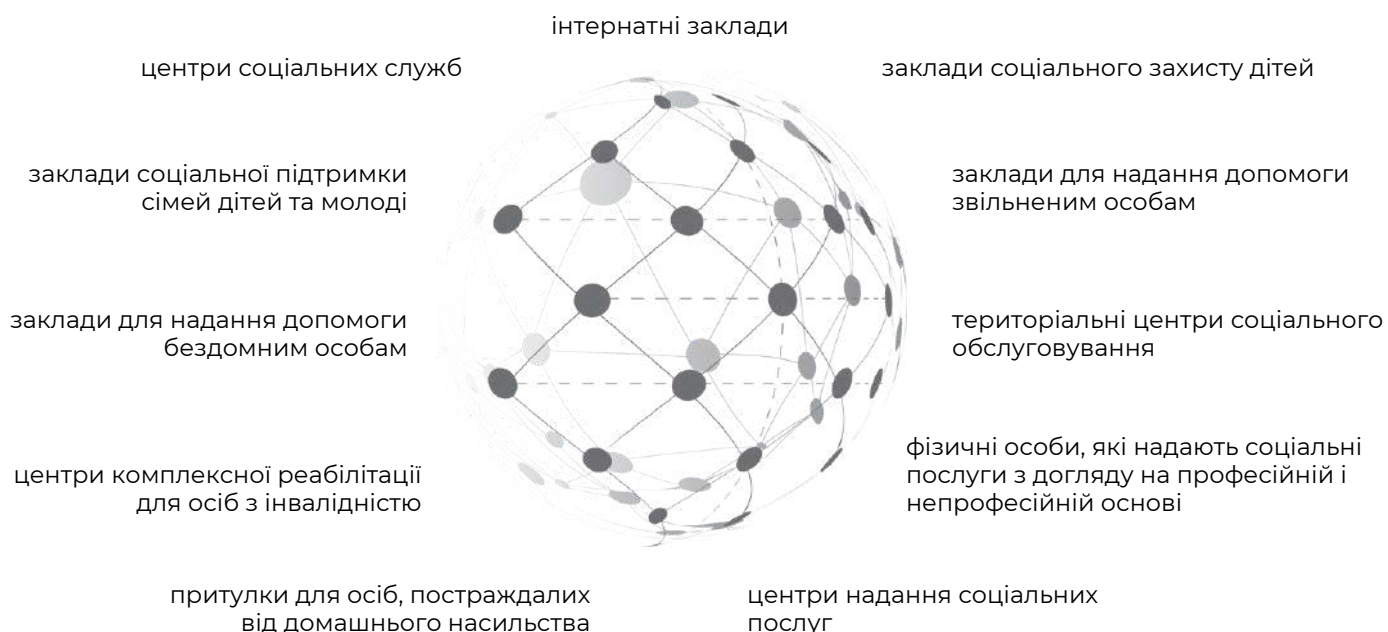 інтернатні заклади
центри соціальних служб
заклади соціального захисту дітей
заклади соціальної підтримки
сімей дітей та молоді
заклади для надання допомоги
звільненим особам
заклади для надання допомоги
бездомним особам
територіальні центри соціального
обслуговування
центри комплексної реабілітації
для осіб з інвалідністю
фізичні особи, які надають соціальні
послуги з догляду на професійній і
непрофесійній основі
притулки для осіб, постраждалих
від домашнього насильства
центри надання соціальних
послуг